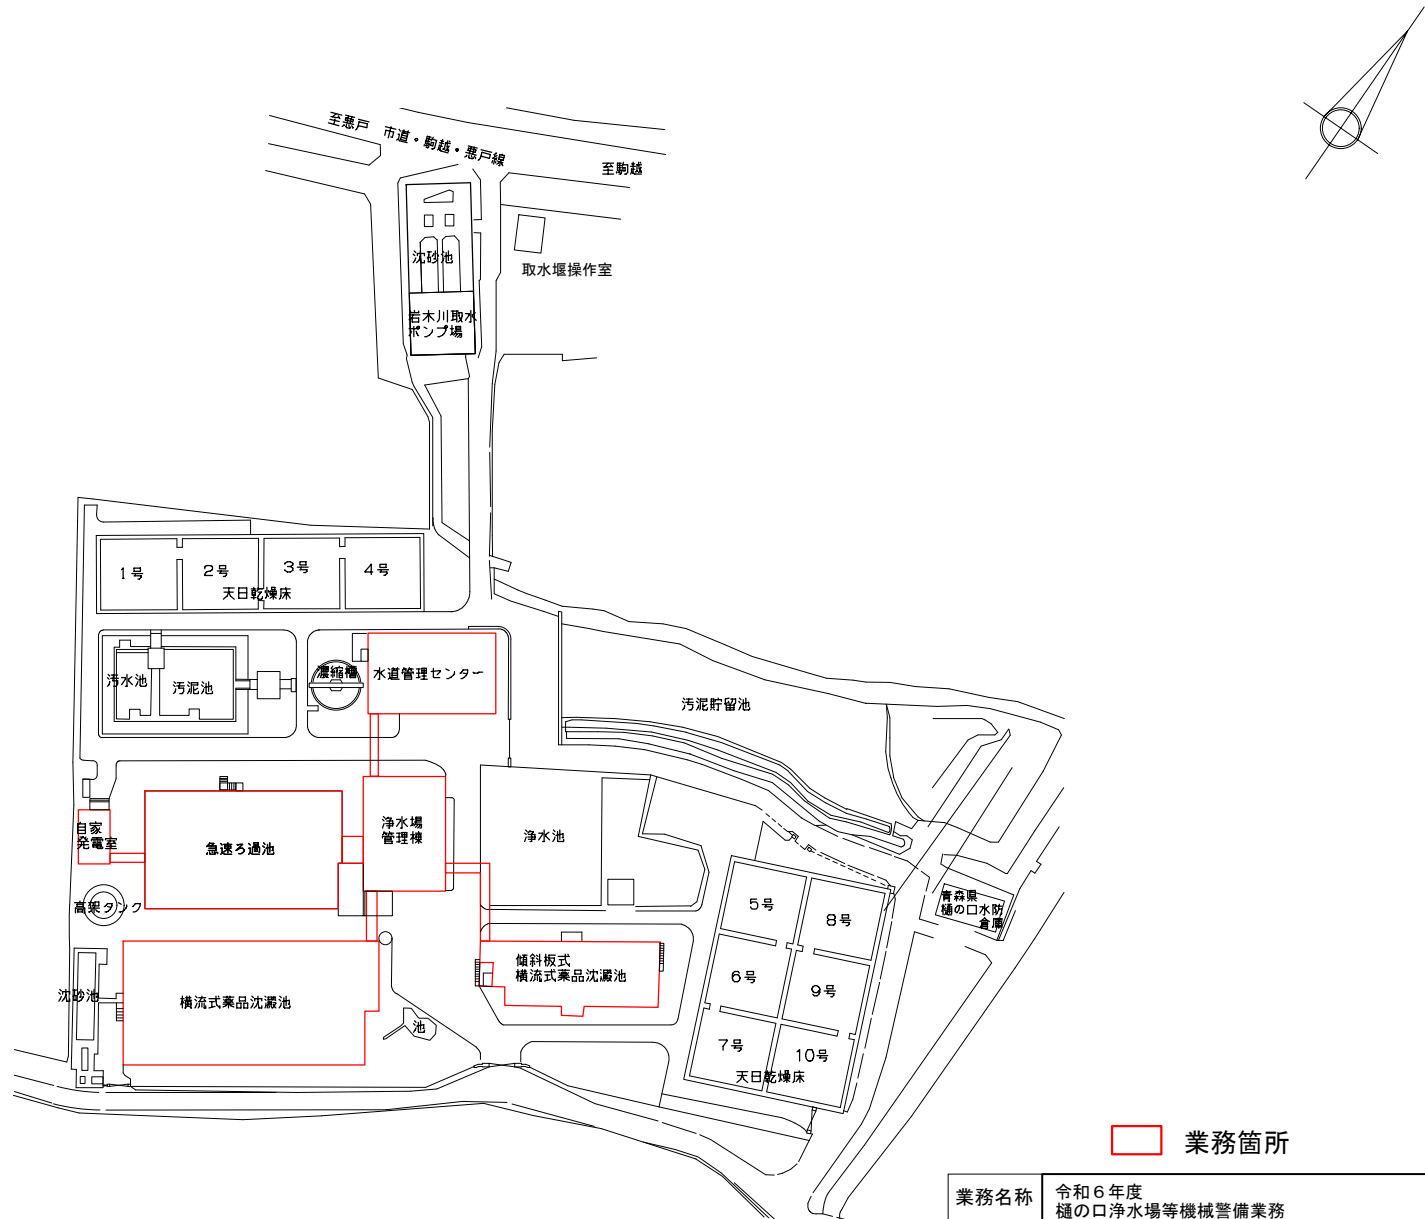 至悪戸 市道・駒越・悪戸線
至駒越
沈砂池
取水堰操作室
岩木川取水
ポンプ場
1号
2号
3号
4号
天日乾燥床
汚水池
汚泥池
濃縮槽
水道管理センター
汚泥貯留池
自家
発電室
急速ろ過池
浄水場
管理棟
浄水池
高架タンク
5号
8号
青森県
樋の口水防
倉庫
6号
9号
傾斜板式
横流式薬品沈澱池
沈砂池
横流式薬品沈澱池
池
7号
10号
天日乾燥床
業務箇所
業務名称
令和6年度
樋の口浄水場等機械警備業務